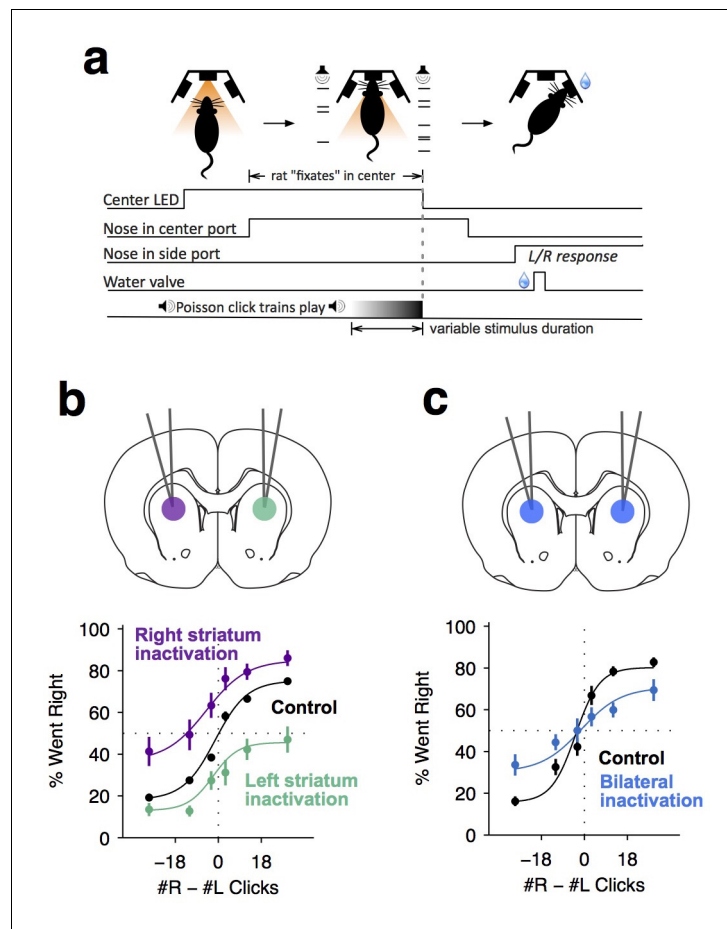 a
rat "fixates" in center
Center LED
Nose in center port
Nose in side port
L/R response
Water valve
Poisson click trains play
variable stimulus duration
b
c
100
80
60
40
20
0
% Went Right
Right striatum
inactivation
Control
Left striatum
inactivation
−18 0 18
#R − #L Clicks
100
80
60
40
20
0
% Went Right
Control
Bilateral
inactivation
−18 0 18
#R − #L Clicks